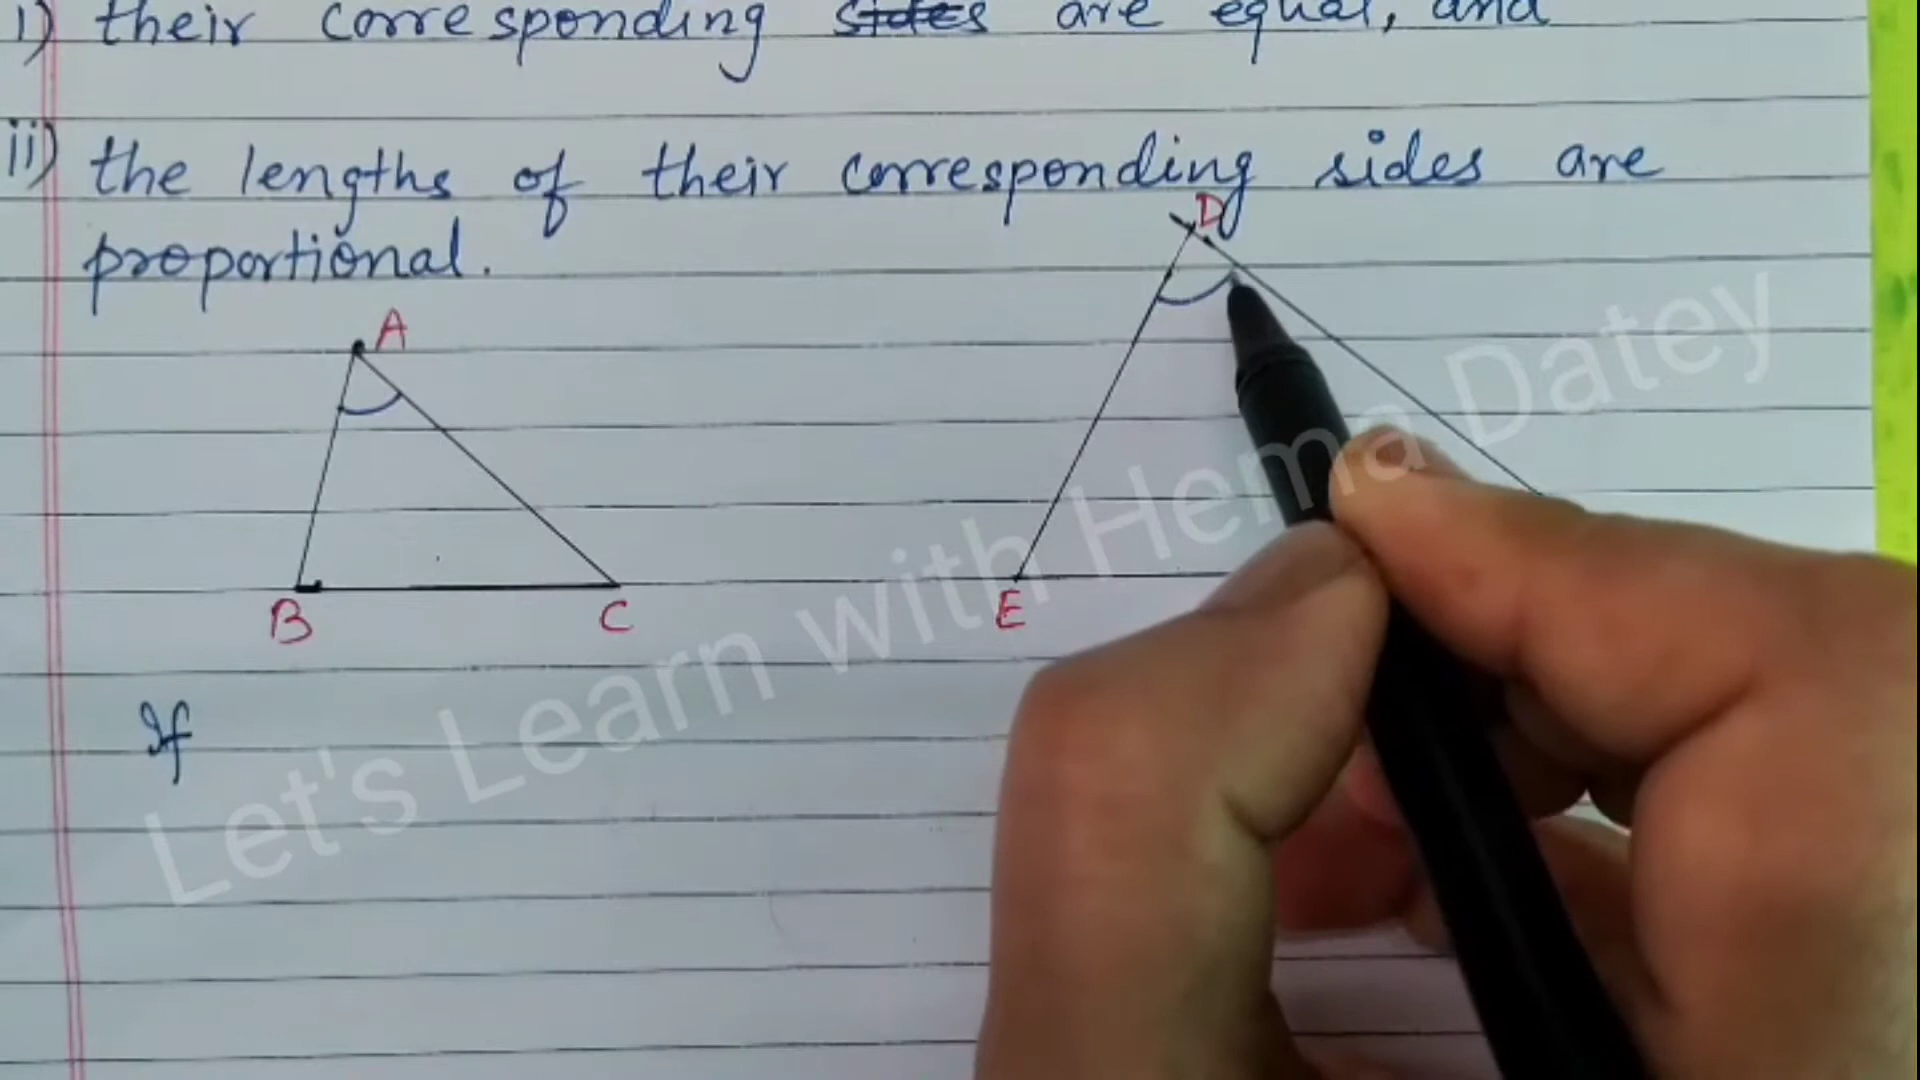 i) their corresponding sides are equal, and
ii) the lengths of their corresponding sides are
proportional.
D
A
B
C
E
If
Let's Learn with Hema Datey